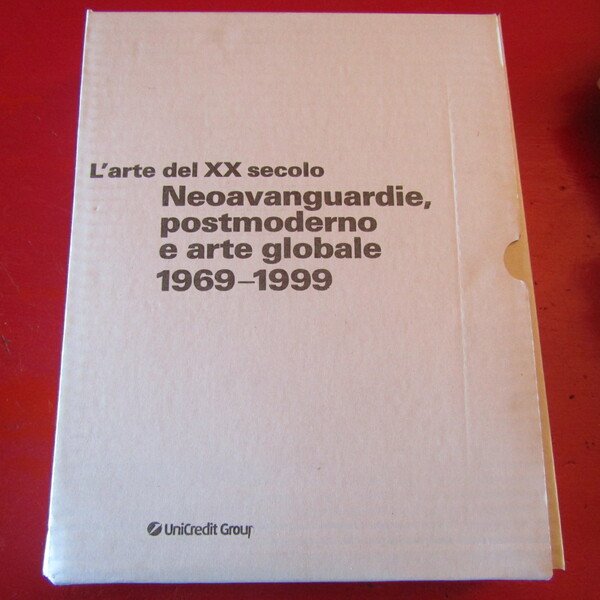 L'arte del XX secolo
Neoavanguardie,
postmoderno
e arte globale
1969–1999
UniCredit Group